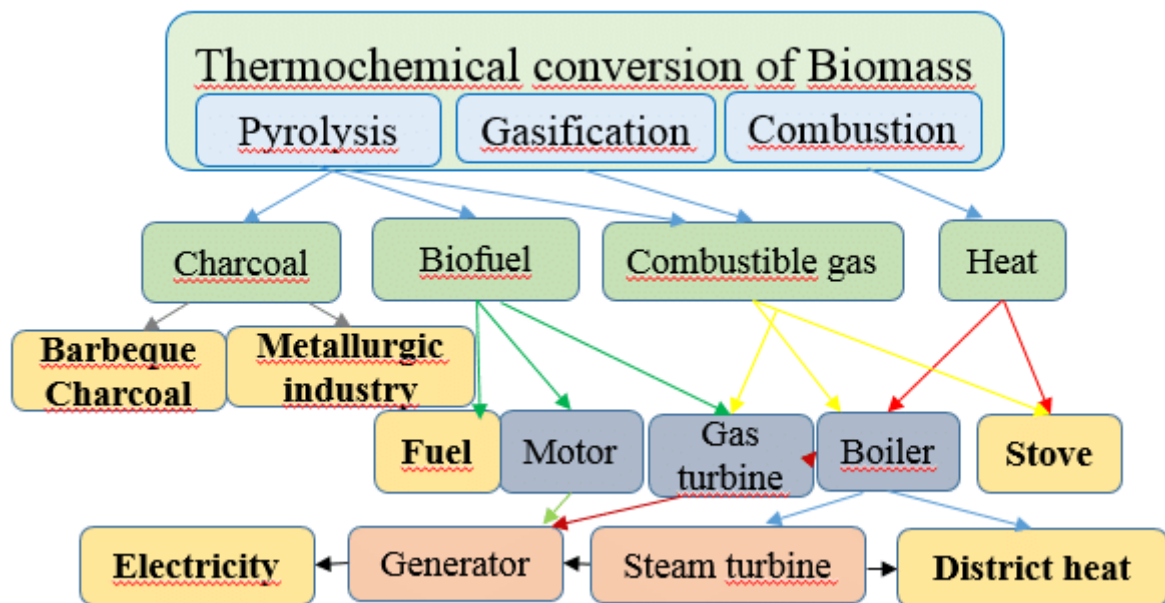 Thermochemical conversion of Biomass
Pyrolysis
Gasification
Combustion
Charcoal
Biofuel
Combustible gas
Heat
Barbeque
Charcoal
Metallurgic
industry
Fuel
Motor
Gas
turbine
Boiler
Stove
Electricity
Generator
Steam turbine
District heat